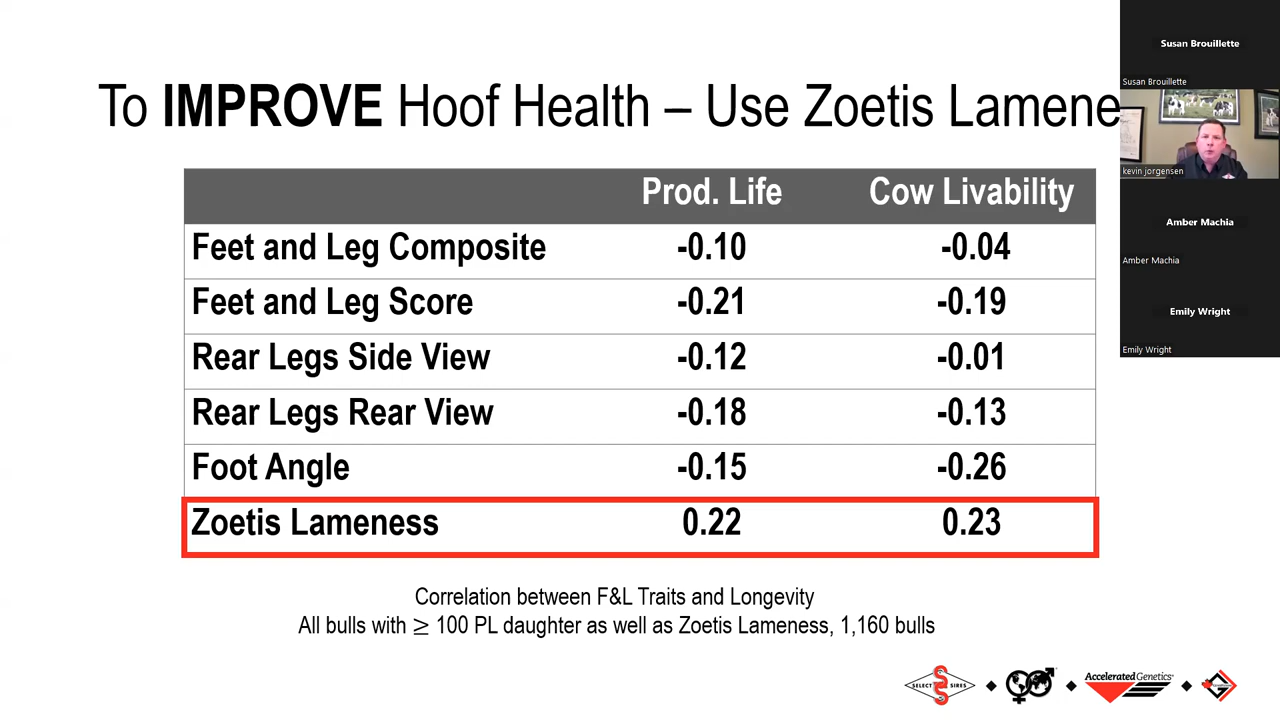 To IMPROVE Hoof Health – Use Zoetis Lamene
Prod. Life Cow Livability
Feet and Leg Composite -0.10 -0.04
Feet and Leg Score -0.21 -0.19
Rear Legs Side View -0.12 -0.01
Rear Legs Rear View -0.18 -0.13
Foot Angle -0.15 -0.26
Zoetis Lameness 0.22 0.23
Correlation between F&L Traits and Longevity
All bulls with ≥ 100 PL daughter as well as Zoetis Lameness, 1,160 bulls
Susan Brouillette
Susan Brouillette
kevin jorgensen
Amber Machia
Amber Machia
Emily Wright
Emily Wright
SELECT SIRES
Accelerated Genetics